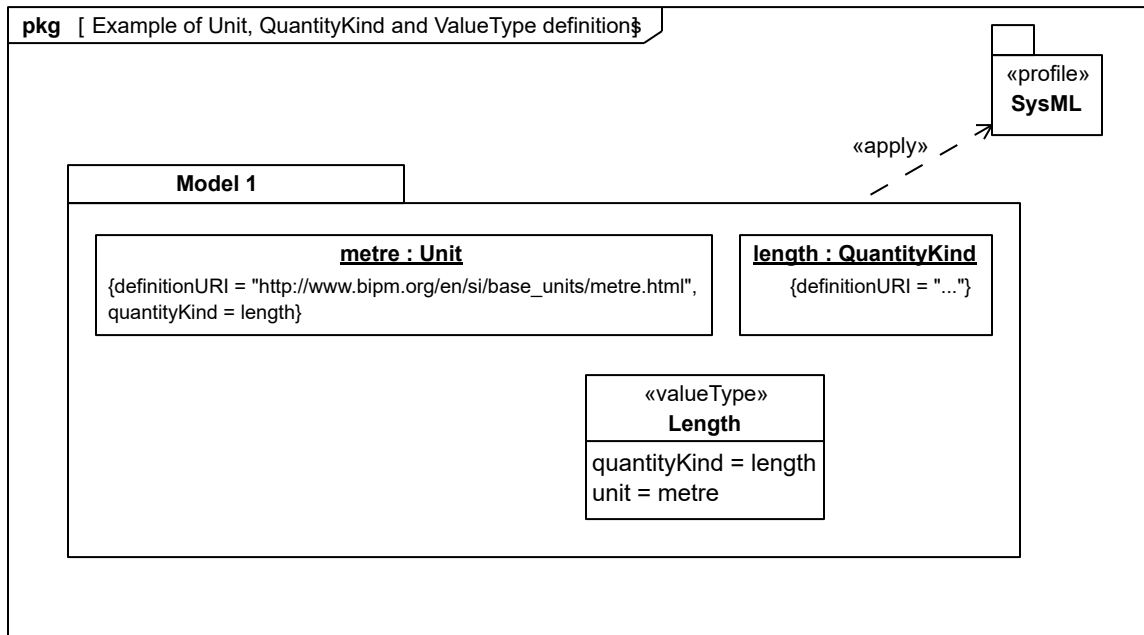 pkg [ Example of Unit, QuantityKind and ValueType definitions]
«profile»
SysML
«apply»
Model 1
metre : Unit
{definitionURI = "http://www.bipm.org/en/si/base_units/metre.html",
quantityKind = length}
length : QuantityKind
{definitionURI = "..."}
«valueType»
Length
quantityKind = length
unit = metre